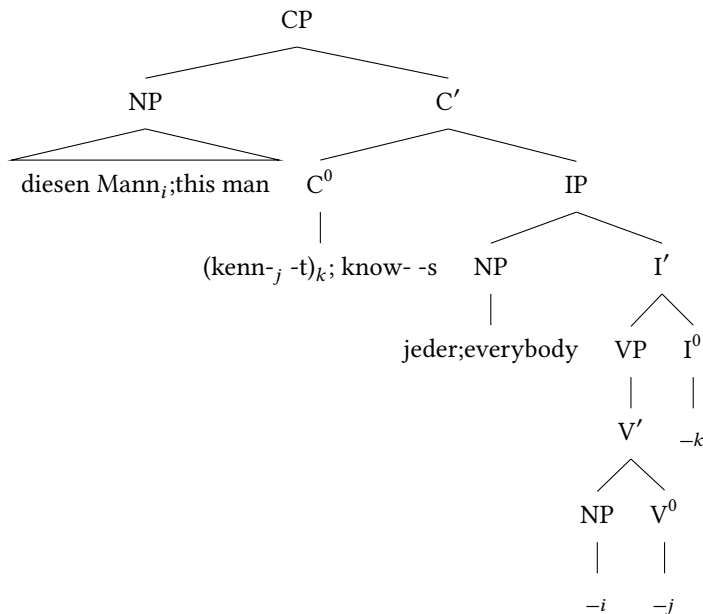 CP
NP C′
diesen Mannᵢ;this man C⁰ IP
(kenn-ⱼ -t)ₖ; know- -s NP I′
jeder;everybody VP I⁰
V′ −k
NP V⁰
−i −j